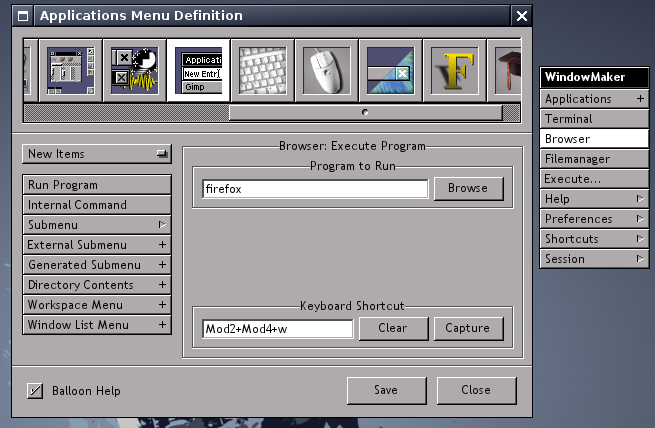 Applications Menu Definition
Applicati
New Entr
Gimp
F
New Items
Run Program
Internal Command
Submenu
External Submenu +
Generated Submenu +
Directory Contents +
Workspace Menu +
Window List Menu +
Browser: Execute Program
Program to Run
firefox
Browse
Keyboard Shortcut
Mod2+Mod4+w
Clear
Capture
Balloon Help
Save
Close
WindowMaker
Applications +
Terminal
Browser
Filemanager
Execute...
Help
Preferences
Shortcuts
Session